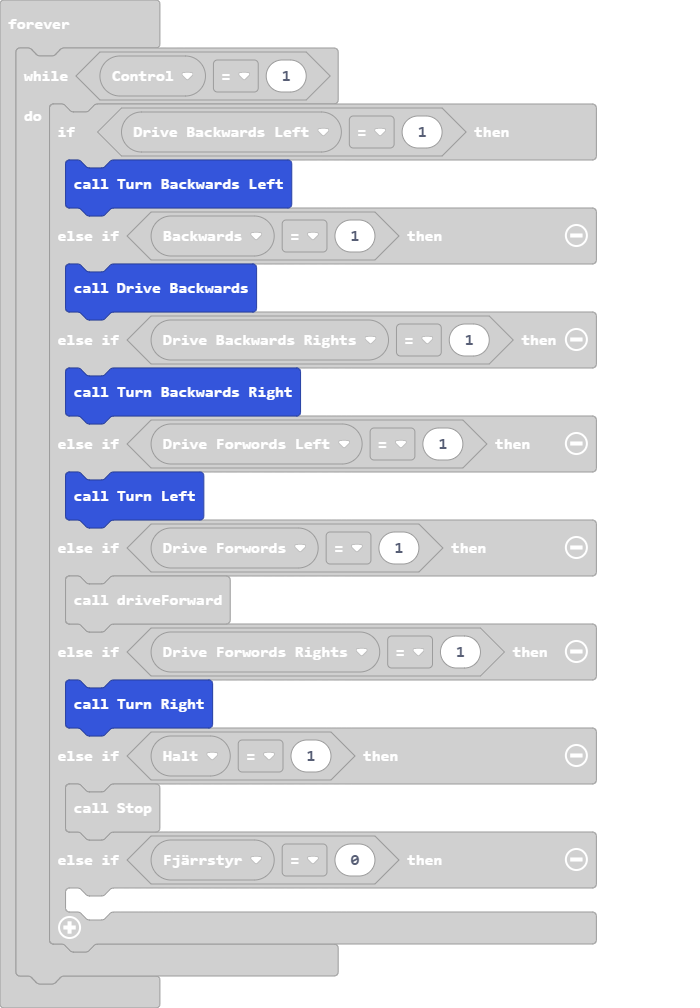 forever
while Control = 1
do
if Drive Backwards Left = 1 then
call Turn Backwards Left
else if Backwards = 1 then
call Drive Backwards
else if Drive Backwards Rights = 1 then
call Turn Backwards Right
else if Drive Forwords Left = 1 then
call Turn Left
else if Drive Forwords = 1 then
call driveForward
else if Drive Forwords Rights = 1 then
call Turn Right
else if Halt = 1 then
call Stop
else if Fjärrstyr = 0 then